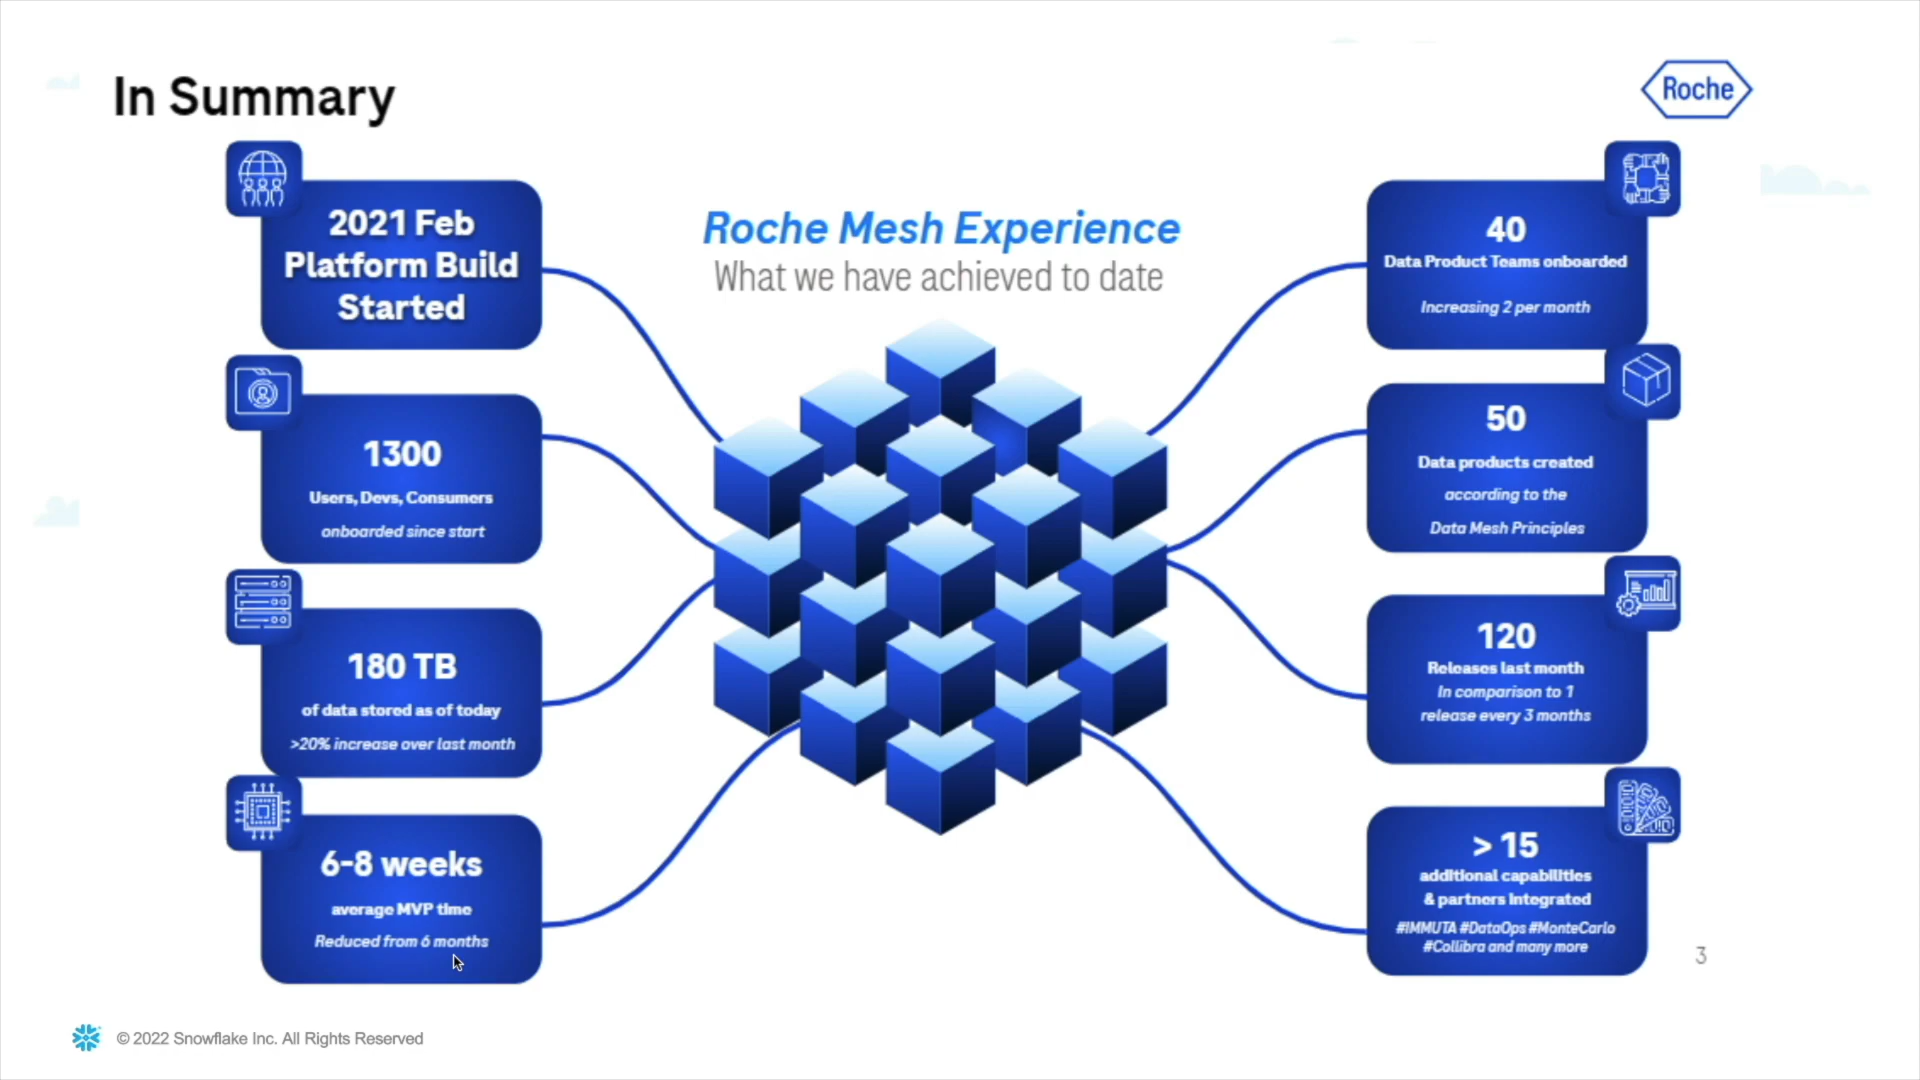 In Summary
Roche
2021 Feb
Platform Build
Started
Roche Mesh Experience
What we have achieved to date
40
Data Product Teams onboarded
Increasing 2 per month
1300
Users, Devs, Consumers
onboarded since start
50
Data products created
according to the
Data Mesh Principles
180 TB
of data stored as of today
>20% increase over last month
120
Releases last month
In comparison to 1
release every 3 months
6-8 weeks
average MVP time
Reduced from 6 months
> 15
additional capabilities
& partners integrated
#IMMUTA #DataOps #MonteCarlo
#Collibra and many more
3
© 2022 Snowflake Inc. All Rights Reserved